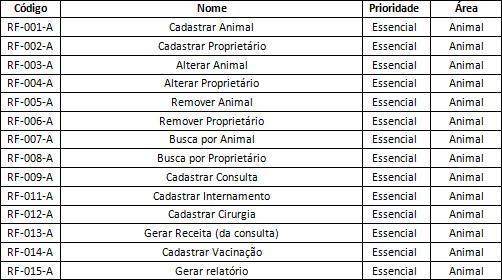 Código Nome Prioridade Área
RF-001-A Cadastrar Animal Essencial Animal
RF-002-A Cadastrar Proprietário Essencial Animal
RF-003-A Alterar Animal Essencial Animal
RF-004-A Alterar Proprietário Essencial Animal
RF-005-A Remover Animal Essencial Animal
RF-006-A Remover Proprietário Essencial Animal
RF-007-A Busca por Animal Essencial Animal
RF-008-A Busca por Proprietário Essencial Animal
RF-009-A Cadastrar Consulta Essencial Animal
RF-011-A Cadastrar Internamento Essencial Animal
RF-012-A Cadastrar Cirurgia Essencial Animal
RF-013-A Gerar Receita (da consulta) Essencial Animal
RF-014-A Cadastrar Vacinação Essencial Animal
RF-015-A Gerar relatório Essencial Animal